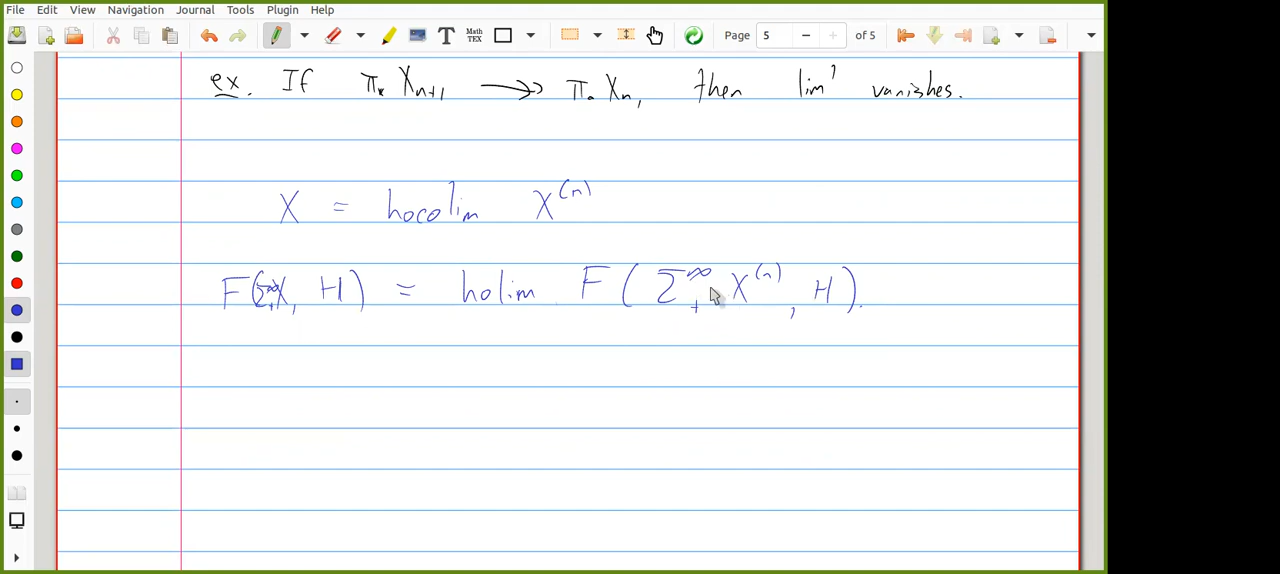 File Edit View Navigation Journal Tools Plugin Help
Page 5 of 5
ex. If π* Xn+1 ⟶ π* Xn, then lim¹ vanishes.
X = hocolim X^(n)
F(Σ^∞_+ X, H) = holim F(Σ^∞_+ X^(n), H).